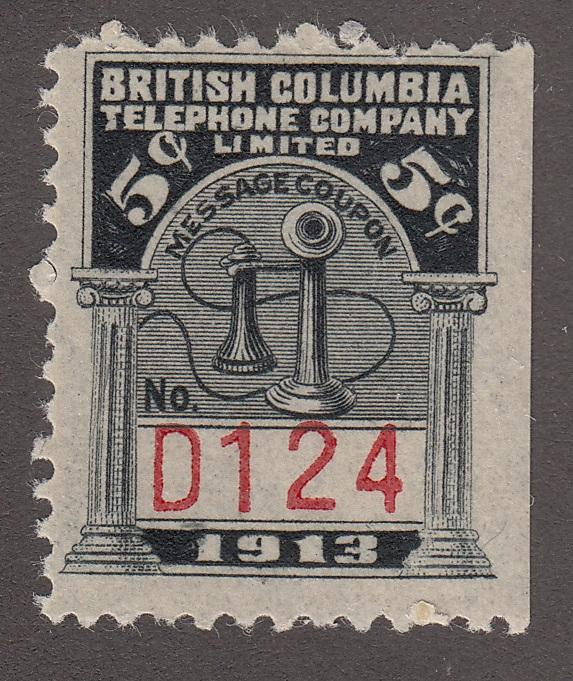 BRITISH COLUMBIA
TELEPHONE COMPANY
LIMITED
5¢ 5¢
MESSAGE COUPON
No.
D124
1913